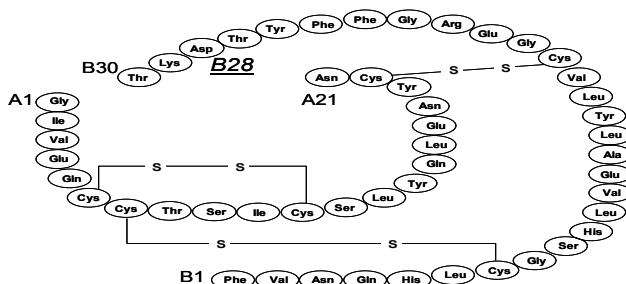 B30 Thr Lys Asp Thr Tyr Phe Phe Gly Arg Glu Gly Cys Val Leu Tyr Leu Ala Glu Val Leu His Ser Gly
B28
A1
Gly
Ile
Val
Glu
Gln
Cys Cys Thr Ser Ile Cys Ser Leu Tyr
Gln
Leu
Glu
Asn
Tyr
Asn Cys
A21
S S
S S
S S
B1 Phe Val Asn Gln His Leu Cys